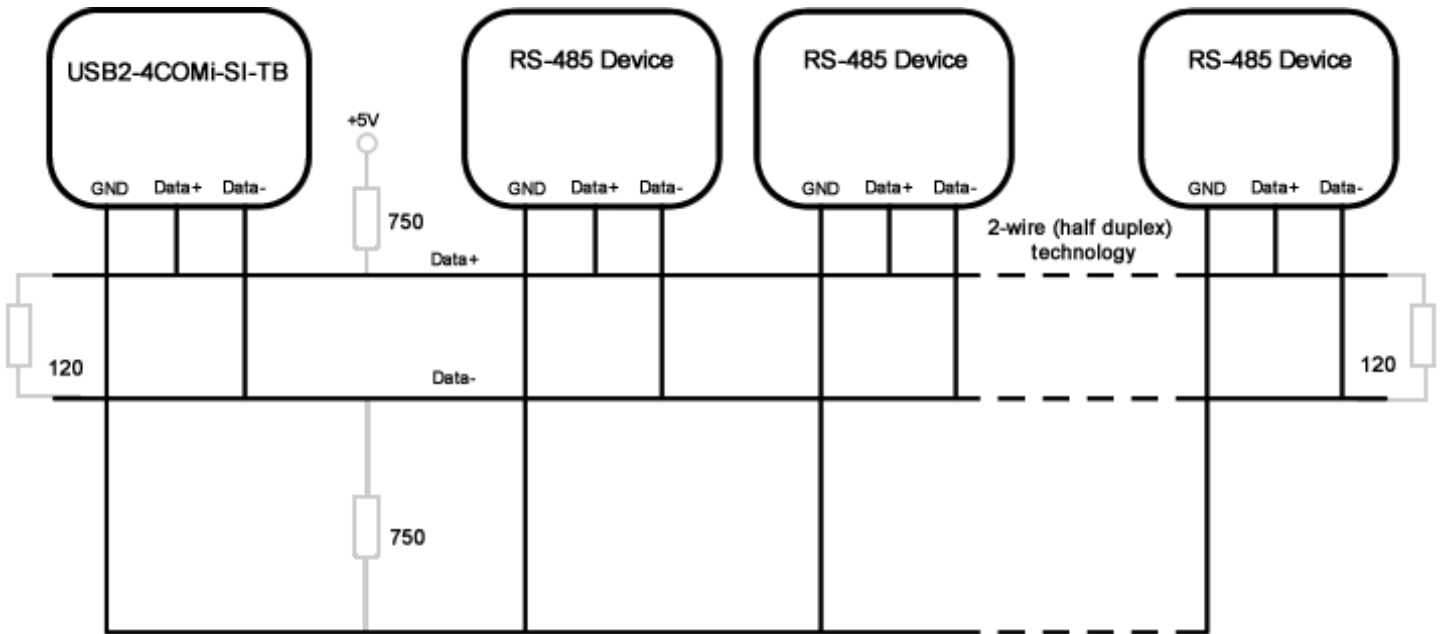 USB2-4COMi-SI-TB
RS-485 Device
RS-485 Device
RS-485 Device
+5V
GND Data+ Data-
GND Data+ Data-
GND Data+ Data-
GND Data+ Data-
750
2-wire (half duplex)
technology
Data+
120
120
Data-
750